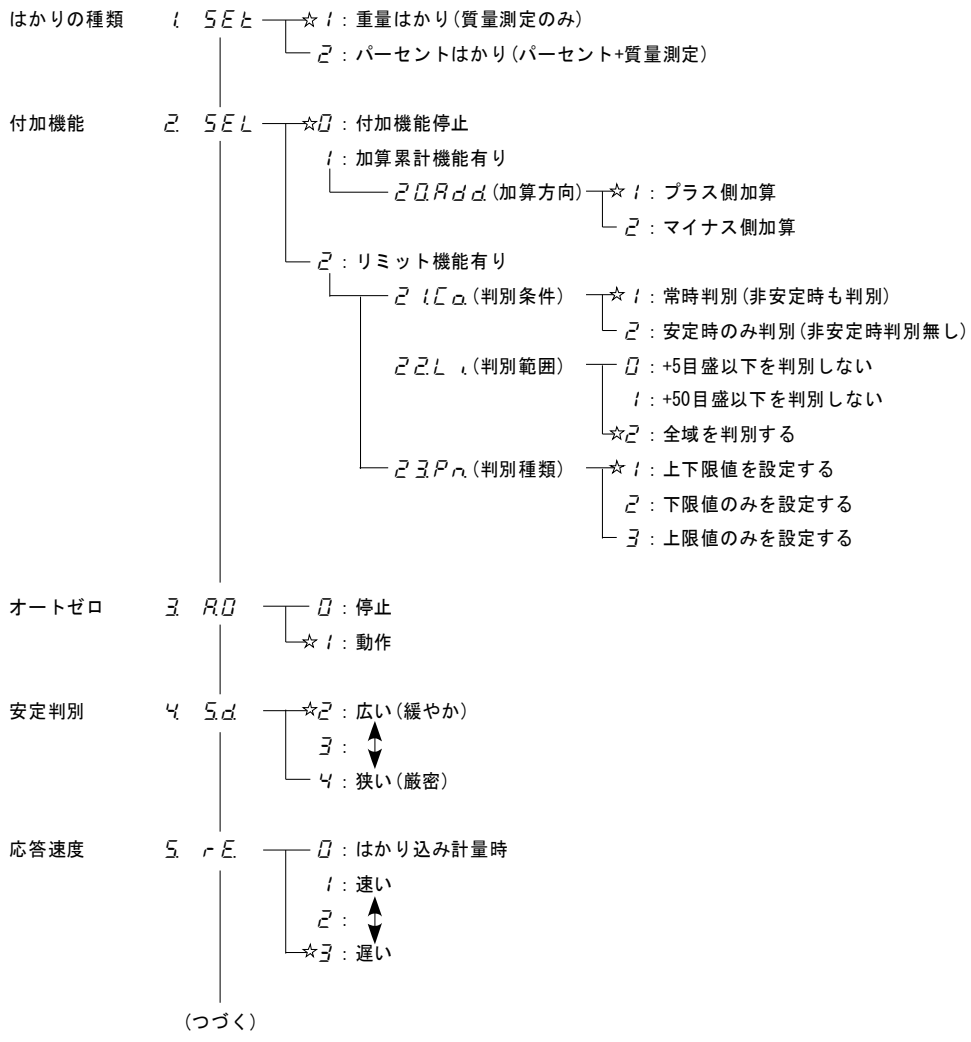 はかりの種類 1. SEt ☆1：重量はかり(質量測定のみ)
2：パーセントはかり(パーセント+質量測定)
付加機能 2. SEL ☆0：付加機能停止
1：加算累計機能有り
20.Add.(加算方向) ☆1：プラス側加算
2：マイナス側加算
2：リミット機能有り
21.Co.(判別条件) ☆1：常時判別(非安定時も判別)
2：安定時のみ判別(非安定時判別無し)
22.Li.(判別範囲) 0：+5目盛以下を判別しない
1：+50目盛以下を判別しない
☆2：全域を判別する
23.Pn.(判別種類) ☆1：上下限値を設定する
2：下限値のみを設定する
3：上限値のみを設定する
オートゼロ 3. A.0 0：停止
☆1：動作
安定判別 4. S.d. ☆2：広い(緩やか)
3：
4：狭い(厳密)
応答速度 5. rE. 0：はかり込み計量時
1：速い
2：
☆3：遅い
(つづく)